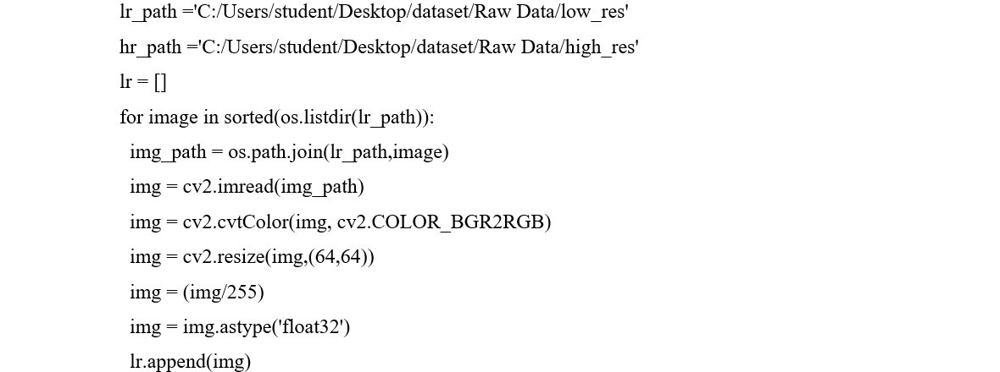 lr_path ='C:/Users/student/Desktop/dataset/Raw Data/low_res'
hr_path ='C:/Users/student/Desktop/dataset/Raw Data/high_res'
lr = []
for image in sorted(os.listdir(lr_path)):
  img_path = os.path.join(lr_path,image)
  img = cv2.imread(img_path)
  img = cv2.cvtColor(img, cv2.COLOR_BGR2RGB)
  img = cv2.resize(img,(64,64))
  img = (img/255)
  img = img.astype('float32')
  lr.append(img)